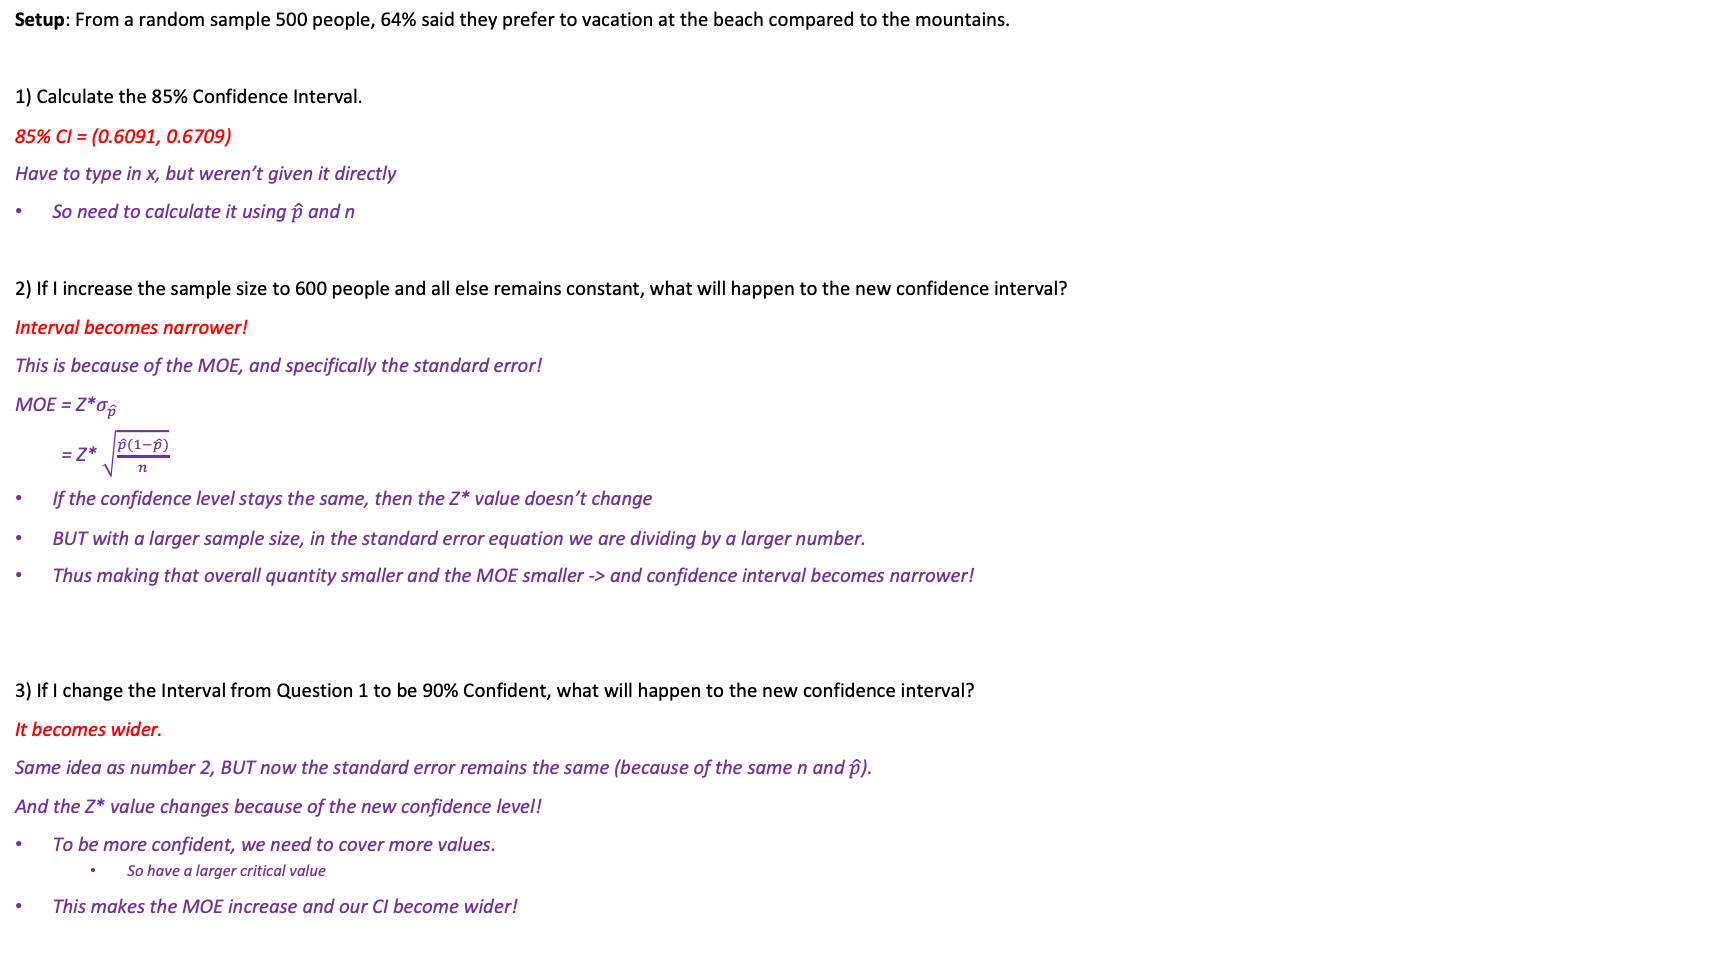 Setup: From a random sample 500 people, 64% said they prefer to vacation at the beach compared to the mountains.
1) Calculate the 85% Confidence Interval.
85% CI = (0.6091, 0.6709)
Have to type in x, but weren’t given it directly
• So need to calculate it using p̂ and n
2) If I increase the sample size to 600 people and all else remains constant, what will happen to the new confidence interval?
Interval becomes narrower!
This is because of the MOE, and specifically the standard error!
MOE = Z*σp̂
= Z* √(p̂(1−p̂)/n)
• If the confidence level stays the same, then the Z* value doesn’t change
• BUT with a larger sample size, in the standard error equation we are dividing by a larger number.
• Thus making that overall quantity smaller and the MOE smaller -> and confidence interval becomes narrower!
3) If I change the Interval from Question 1 to be 90% Confident, what will happen to the new confidence interval?
It becomes wider.
Same idea as number 2, BUT now the standard error remains the same (because of the same n and p̂).
And the Z* value changes because of the new confidence level!
• To be more confident, we need to cover more values.
• So have a larger critical value
• This makes the MOE increase and our CI become wider!